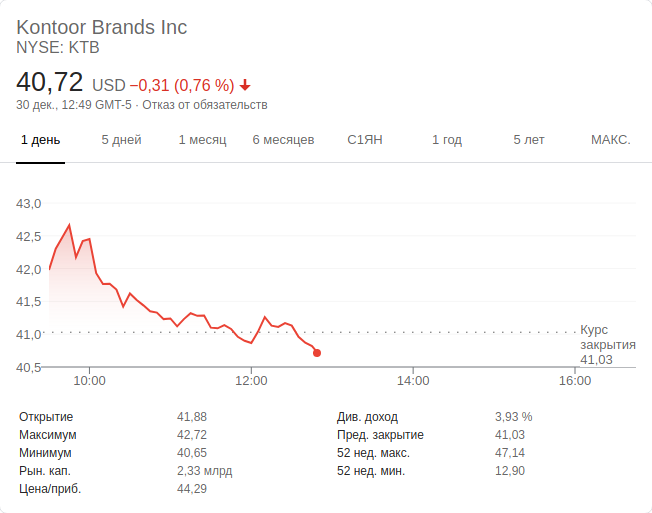 Kontoor Brands Inc
NYSE: KTB
40,72 USD −0,31 (0,76 %)
30 дек., 12:49 GMT-5 · Отказ от обязательств
1 день 5 дней 1 месяц 6 месяцев С1ЯН 1 год 5 лет МАКС.
43,0
42,5
42,0
41,5
41,0
40,5
Курс
закрытия
41,03
10:00 12:00 14:00 16:00
Открытие 41,88 Див. доход 3,93 %
Максимум 42,72 Пред. закрытие 41,03
Минимум 40,65 52 нед. макс. 47,14
Рын. кап. 2,33 млрд 52 нед. мин. 12,90
Цена/приб. 44,29